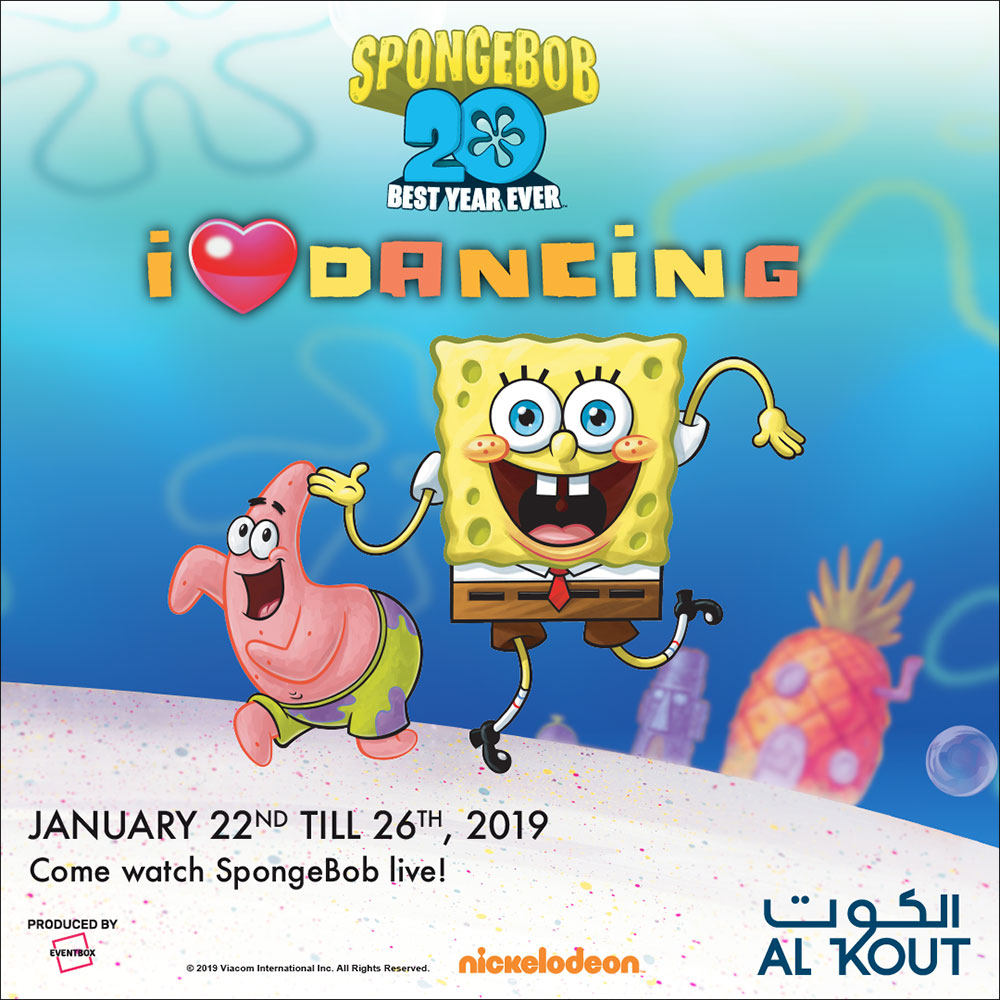 SPONGEBOB
20
BEST YEAR EVER™
i ❤ DANCING
JANUARY 22ND TILL 26TH, 2019
Come watch SpongeBob live!
PRODUCED BY
EVENTBOX
© 2019 Viacom International Inc. All Rights Reserved.
nickelodeon
الكوت
AL KOUT